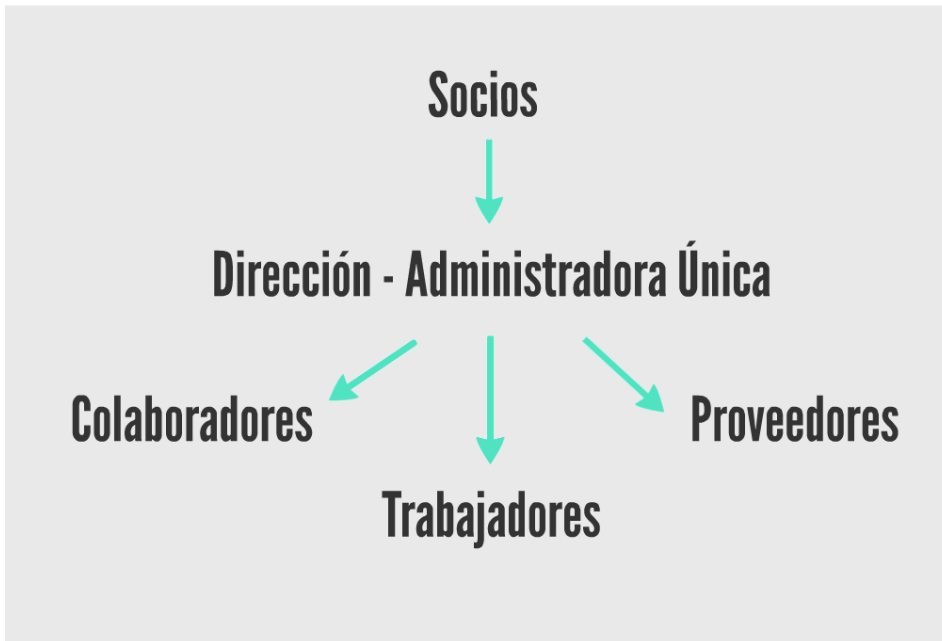 Socios
Dirección - Administradora Única
Colaboradores
Proveedores
Trabajadores